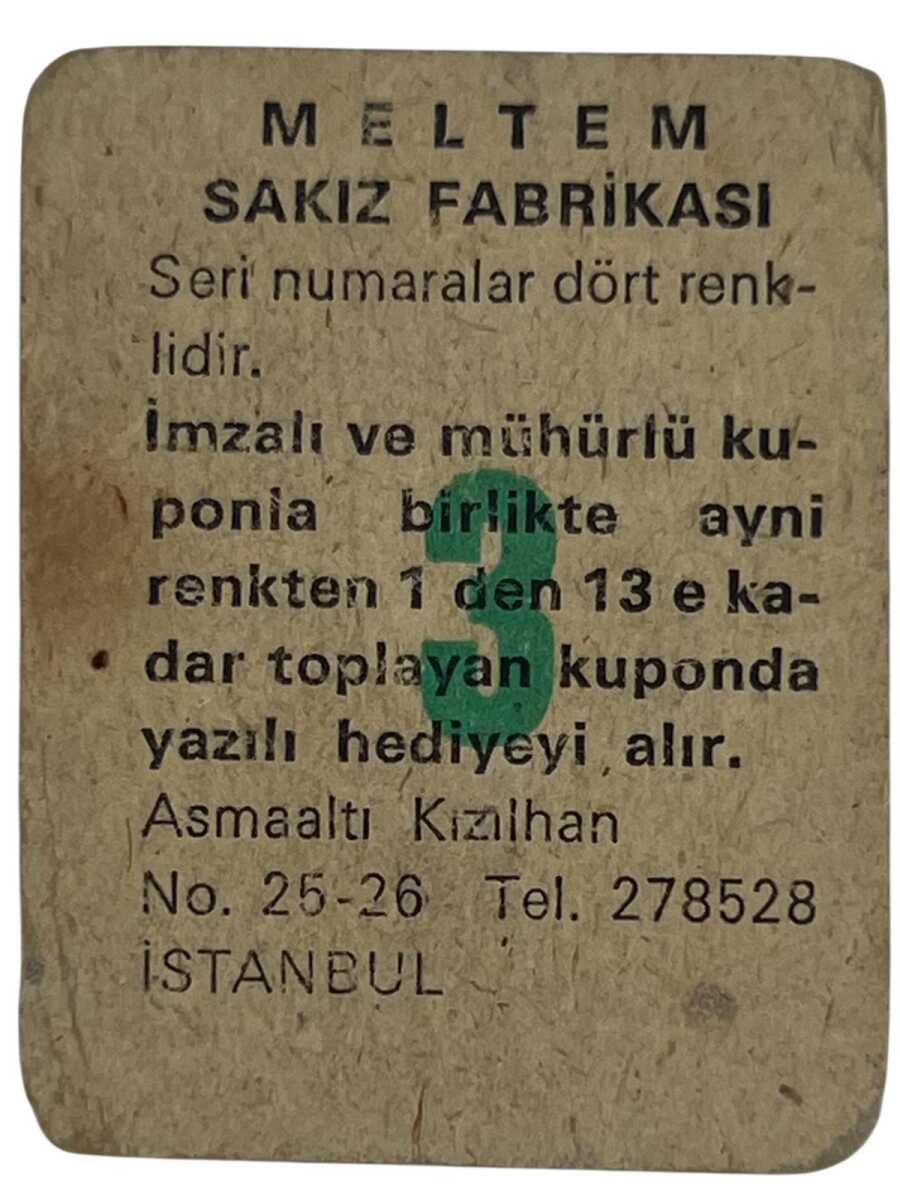 M E L T E M
SAKIZ FABRİKASI
Seri numaralar dört renk-
lidir.
İmzalı ve mühürlü ku-
ponla birlikte ayni
renkten 1 den 13 e ka-
dar toplayan kuponda
yazılı hediyeyi alır.
3
Asmaaltı Kızılhan
No. 25-26 Tel. 278528
İSTANBUL